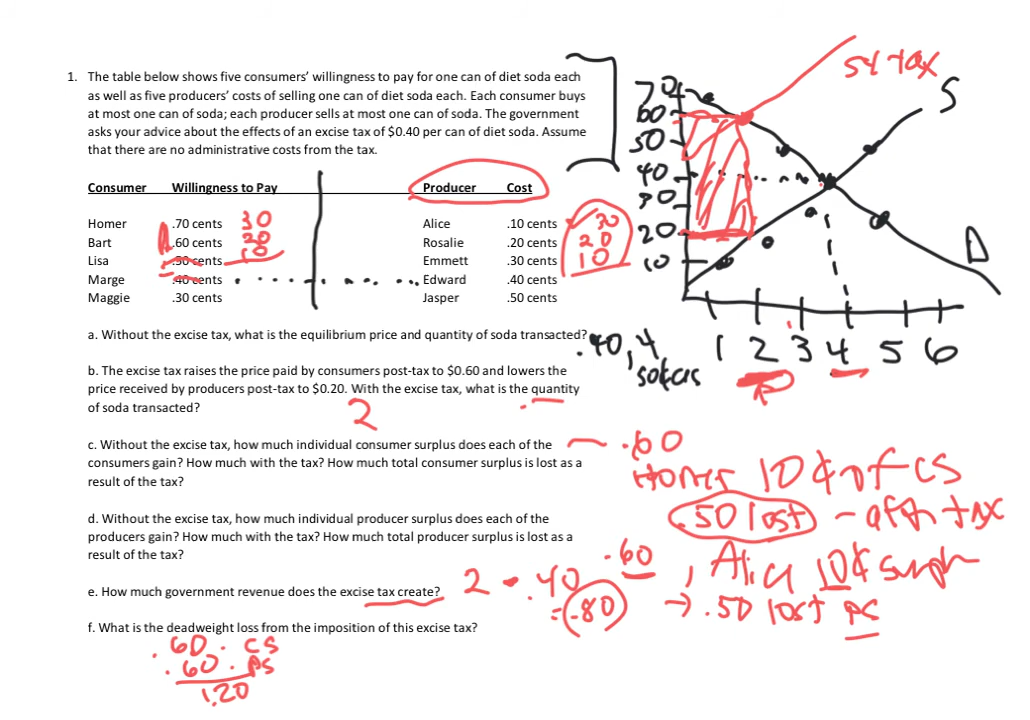 1. The table below shows five consumers' willingness to pay for one can of diet soda each
as well as five producers' costs of selling one can of diet soda each. Each consumer buys
at most one can of soda; each producer sells at most one can of soda. The government
asks your advice about the effects of an excise tax of $0.40 per can of diet soda. Assume
that there are no administrative costs from the tax.
Consumer Willingness to Pay Producer Cost
Homer .70 cents 30 Alice .10 cents 30
Bart .60 cents 20 Rosalie .20 cents 20
Lisa .50 cents 10 Emmett .30 cents 10
Marge .40 cents Edward .40 cents
Maggie .30 cents Jasper .50 cents
a. Without the excise tax, what is the equilibrium price and quantity of soda transacted?
.40, 4
b. The excise tax raises the price paid by consumers post-tax to $0.60 and lowers the
price received by producers post-tax to $0.20. With the excise tax, what is the quantity
of soda transacted?
2
c. Without the excise tax, how much individual consumer surplus does each of the
consumers gain? How much with the tax? How much total consumer surplus is lost as a
result of the tax?
d. Without the excise tax, how much individual producer surplus does each of the
producers gain? How much with the tax? How much total producer surplus is lost as a
result of the tax?
e. How much government revenue does the excise tax create?
2 .40
= .80
f. What is the deadweight loss from the imposition of this excise tax?
.60 . CS
.60 . PS
1.20
tax
S
70
60
50
40
30
20
10
D
1 2 3 4 5 6
.60
Homer 10¢ of CS
.50 lost - after tax
.60, Alice 10¢
→ .50 lost PS